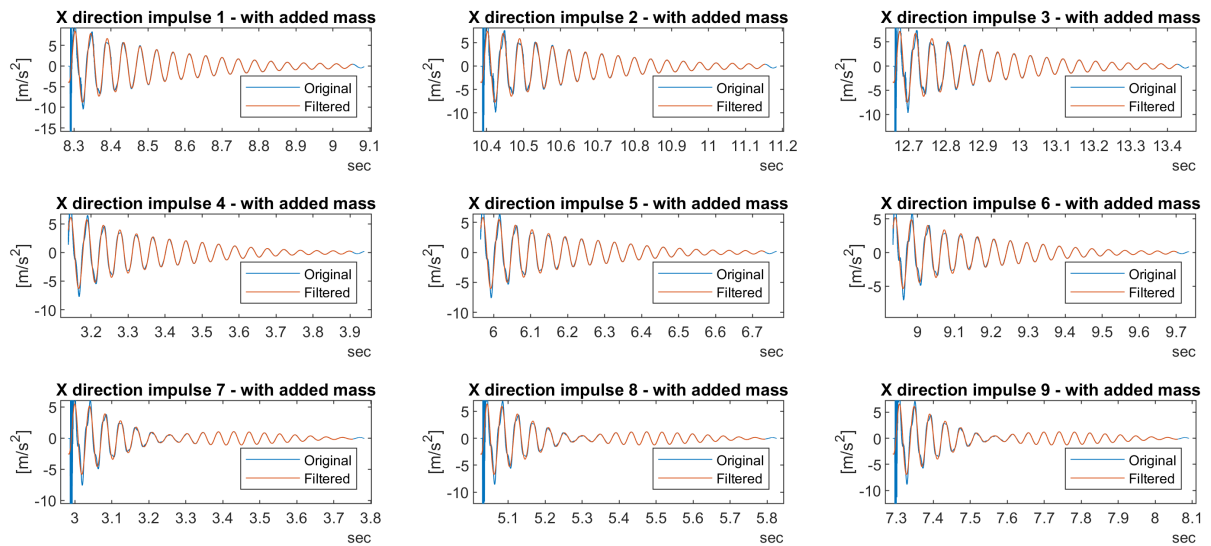 X direction impulse 1 - with added mass
[m/s²]
5
0
-5
-10
-15
Original
Filtered
8.3 8.4 8.5 8.6 8.7 8.8 8.9 9 9.1
sec
X direction impulse 2 - with added mass
[m/s²]
5
0
-5
-10
Original
Filtered
10.4 10.5 10.6 10.7 10.8 10.9 11 11.1 11.2
sec
X direction impulse 3 - with added mass
[m/s²]
5
0
-5
-10
Original
Filtered
12.7 12.8 12.9 13 13.1 13.2 13.3 13.4
sec
X direction impulse 4 - with added mass
[m/s²]
5
0
-5
-10
Original
Filtered
3.2 3.3 3.4 3.5 3.6 3.7 3.8 3.9
sec
X direction impulse 5 - with added mass
[m/s²]
5
0
-5
-10
Original
Filtered
6 6.1 6.2 6.3 6.4 6.5 6.6 6.7
sec
X direction impulse 6 - with added mass
[m/s²]
5
0
-5
Original
Filtered
9 9.1 9.2 9.3 9.4 9.5 9.6 9.7
sec
X direction impulse 7 - with added mass
[m/s²]
5
0
-5
-10
Original
Filtered
3 3.1 3.2 3.3 3.4 3.5 3.6 3.7 3.8
sec
X direction impulse 8 - with added mass
[m/s²]
5
0
-5
-10
Original
Filtered
5.1 5.2 5.3 5.4 5.5 5.6 5.7 5.8
sec
X direction impulse 9 - with added mass
[m/s²]
5
0
-5
-10
Original
Filtered
7.3 7.4 7.5 7.6 7.7 7.8 7.9 8 8.1
sec